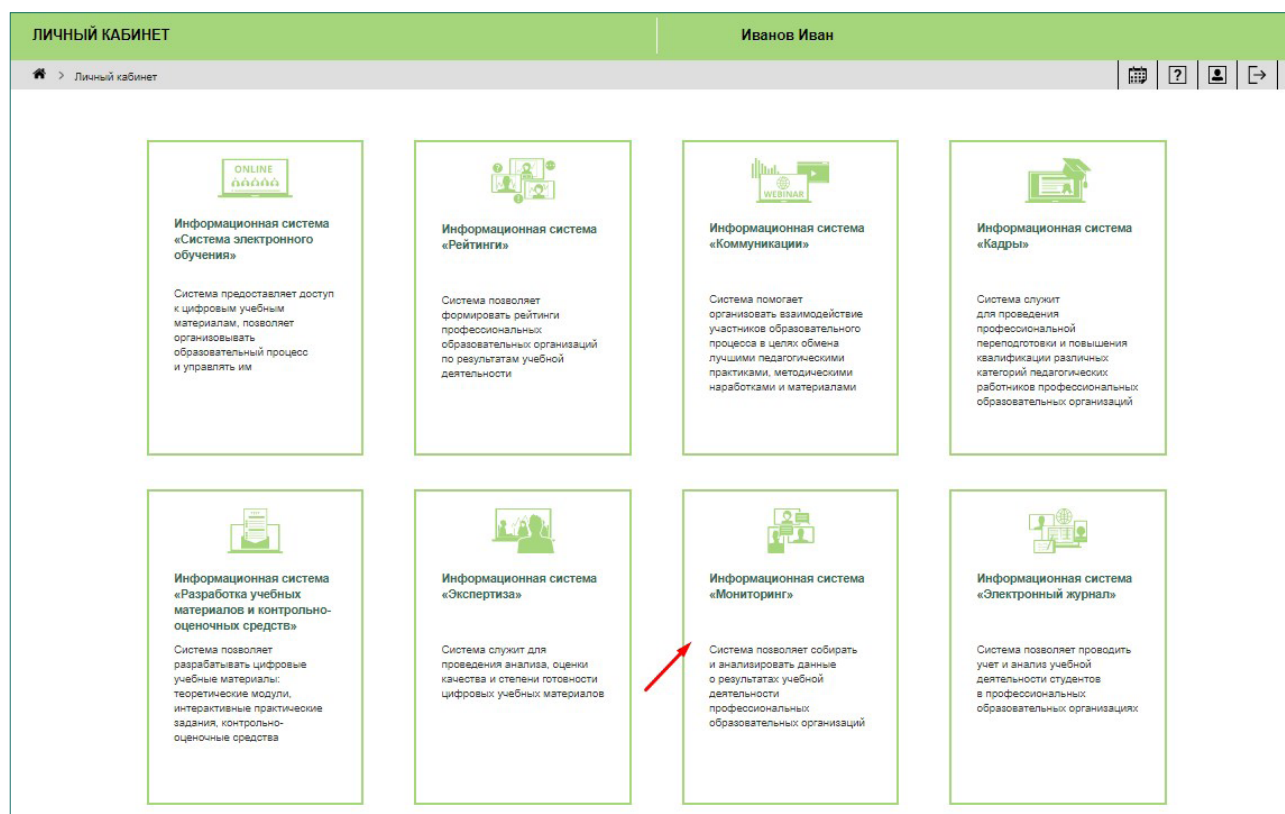 ЛИЧНЫЙ КАБИНЕТ
Иванов Иван
Личный кабинет
ONLINE
Информационная система
«Система электронного
обучения»
Система предоставляет доступ
к цифровым учебным
материалам, позволяет
организовывать
образовательный процесс
и управлять им
Информационная система
«Рейтинги»
Система позволяет
формировать рейтинги
профессиональных
образовательных организаций
по результатам учебной
деятельности
WEBINAR
Информационная система
«Коммуникации»
Система помогает
организовать взаимодействие
участников образовательного
процесса в целях обмена
лучшими педагогическими
практиками, методическими
наработками и материалами
Информационная система
«Кадры»
Система служит
для проведения
профессиональной
переподготовки и повышения
квалификации различных
категорий педагогических
работников профессиональных
образовательных организаций
Информационная система
«Разработка учебных
материалов и контрольно-
оценочных средств»
Система позволяет
разрабатывать цифровые
учебные материалы:
теоретические модули,
интерактивные практические
задания, контрольно-
оценочные средства
Информационная система
«Экспертиза»
Система служит для
проведения анализа, оценки
качества и степени готовности
цифровых учебных материалов
Информационная система
«Мониторинг»
Система позволяет собирать
и анализировать данные
о результатах учебной
деятельности
профессиональных
образовательных организаций
Информационная система
«Электронный журнал»
Система позволяет проводить
учет и анализ учебной
деятельности студентов
в профессиональных
образовательных организациях